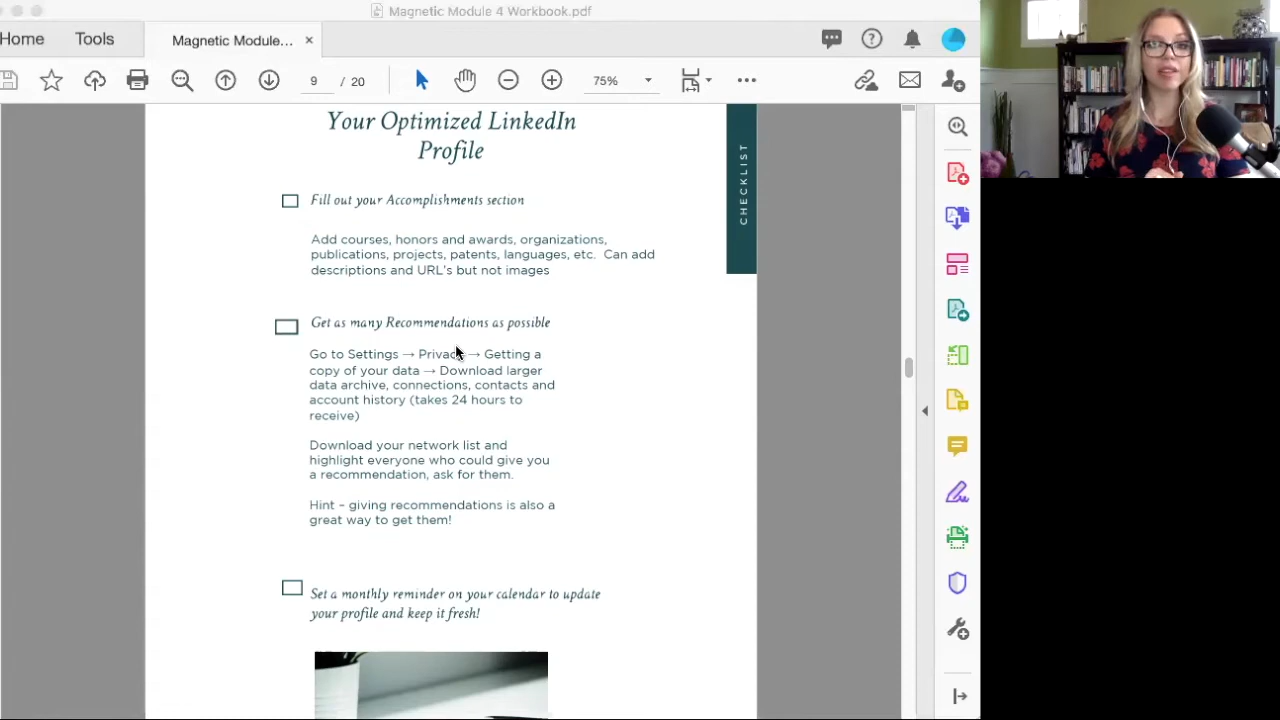 Magnetic Module 4 Workbook.pdf
Home
Tools
Magnetic Module...
9 / 20
75%
Your Optimized LinkedIn
Profile
CHECKLIST
Fill out your Accomplishments section
Add courses, honors and awards, organizations,
publications, projects, patents, languages, etc. Can add
descriptions and URL's but not images
Get as many Recommendations as possible
Go to Settings → Privacy → Getting a
copy of your data → Download larger
data archive, connections, contacts and
account history (takes 24 hours to
receive)
Download your network list and
highlight everyone who could give you
a recommendation, ask for them.
Hint – giving recommendations is also a
great way to get them!
Set a monthly reminder on your calendar to update
your profile and keep it fresh!